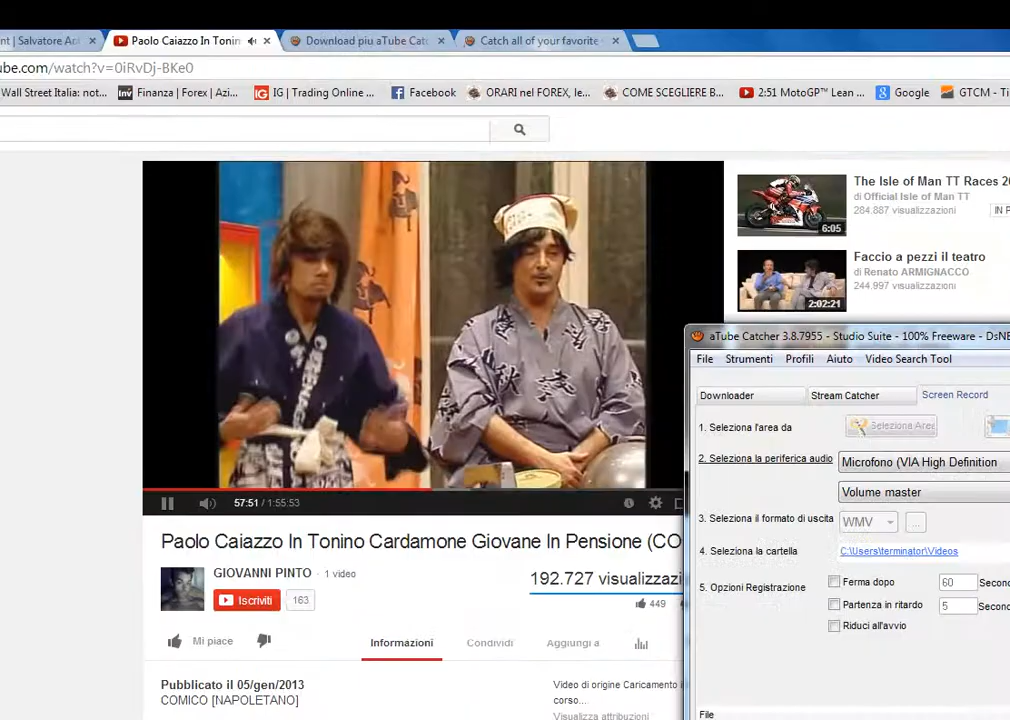 nt | Salvatore An
Paolo Caiazzo In Tonin
Download piu aTube Catc
Catch all of your favorite
be.com/watch?v=0iRvDj-BKe0
Wall Street Italia: not...
Finanza | Forex | Azi...
IG | Trading Online ...
Facebook
ORARI nel FOREX, le...
COME SCEGLIERE B...
2:51 MotoGP™ Lean ...
Google
GTCM - Ti
The Isle of Man TT Races 2
di Official Isle of Man TT
284.887 visualizzazioni
IN P
6:05
Faccio a pezzi il teatro
di Renato ARMIGNACCO
244.997 visualizzazioni
2:02:21
aTube Catcher 3.8.7955 - Studio Suite - 100% Freeware - DsNE
File Strumenti Profili Aiuto Video Search Tool
Downloader Stream Catcher Screen Record
1. Seleziona l'area da
Seleziona Area
2. Seleziona la periferica audio
Microfono (VIA High Definition
Volume master
3. Seleziona il formato di uscita
WMV
...
4. Seleziona la cartella
C:\Users\terminator\Videos
5. Opzioni Registrazione
Ferma dopo
60
Second
Partenza in ritardo
5
Second
Riduci all'avvio
File
57:51 / 1:55:53
Paolo Caiazzo In Tonino Cardamone Giovane In Pensione (CO
GIOVANNI PINTO · 1 video
Iscriviti
163
192.727 visualizzazi
449
Mi piace
Informazioni
Condividi
Aggiungi a
Pubblicato il 05/gen/2013
COMICO [NAPOLETANO]
Video di origine Caricamento i
corso...
Visualizza attribuzioni